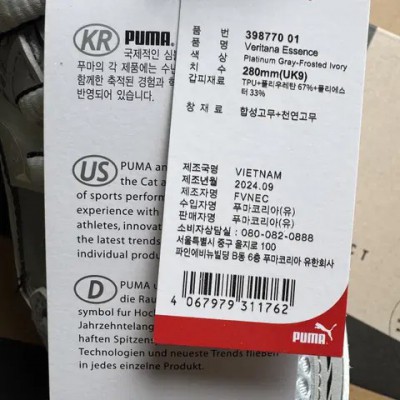 KR PUMA.
국제적인 심볼
푸마의 각 제품에는 수년
함께한 축적된 경험과 혁
반영되어 있습니다.
US PUMA and
the Cat a
of sports perform
experience with
athletes, innovat
the latest trends
individual produc
D PUMA u
die Rau
symbol fur Hoc
Jahrzehntelang
haften Spitzens
Technologien und neueste Trends fließen
in jedes einzelne Produkt.
품 번 398770 01
품 명 Veritana Essence
색 상 Platinum Gray-Frosted Ivory
치 수 280mm(UK9)
갑피재료 TPU+폴리우레탄 67%+폴리에스
터 33%
창 재료 합성고무+천연고무
제조국명 VIETNAM
제조년월 2024.09
제조자명 FVNEC
수입자명 푸마코리아(유)
판매자명 푸마코리아(유)
소비자상담실: 080-082-0888
서울특별시 중구 을지로 100
파인에비뉴빌딩 B동 6층 푸마코리아 유한회사
4 067979 311762
PUMA